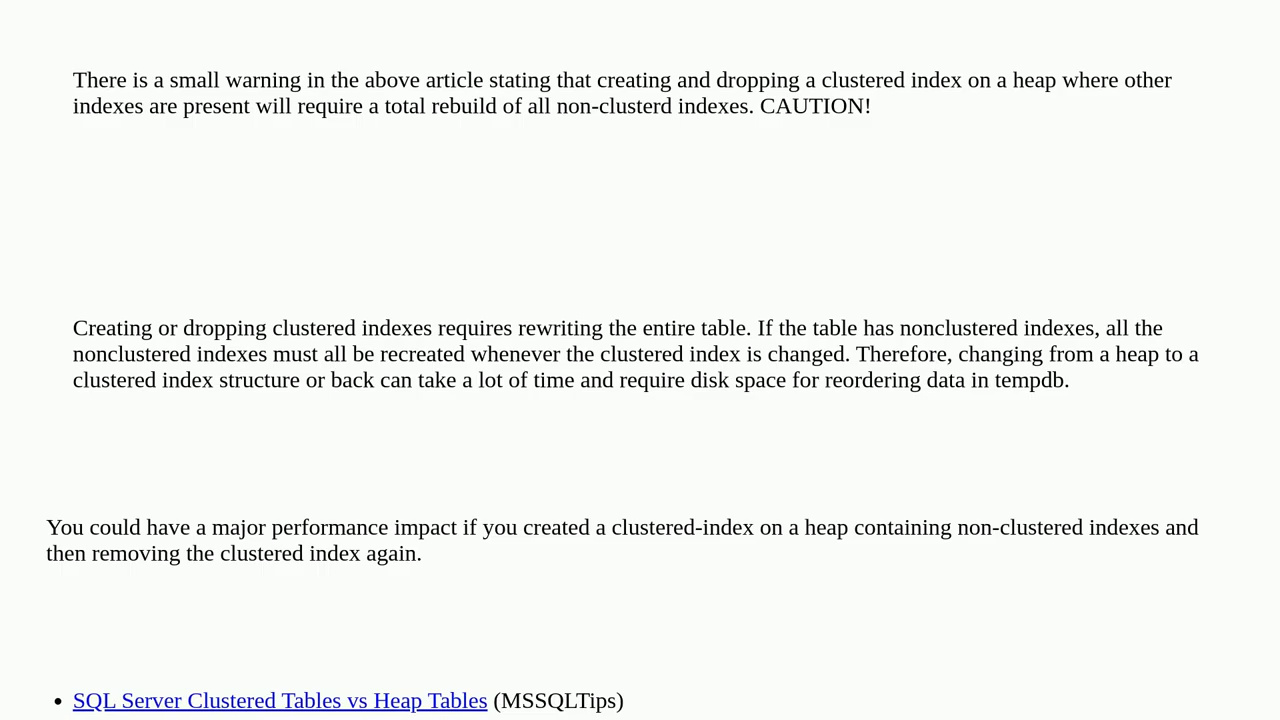 There is a small warning in the above article stating that creating and dropping a clustered index on a heap where other
indexes are present will require a total rebuild of all non-clusterd indexes. CAUTION!
Creating or dropping clustered indexes requires rewriting the entire table. If the table has nonclustered indexes, all the
nonclustered indexes must all be recreated whenever the clustered index is changed. Therefore, changing from a heap to a
clustered index structure or back can take a lot of time and require disk space for reordering data in tempdb.
You could have a major performance impact if you created a clustered-index on a heap containing non-clustered indexes and
then removing the clustered index again.
• SQL Server Clustered Tables vs Heap Tables (MSSQLTips)